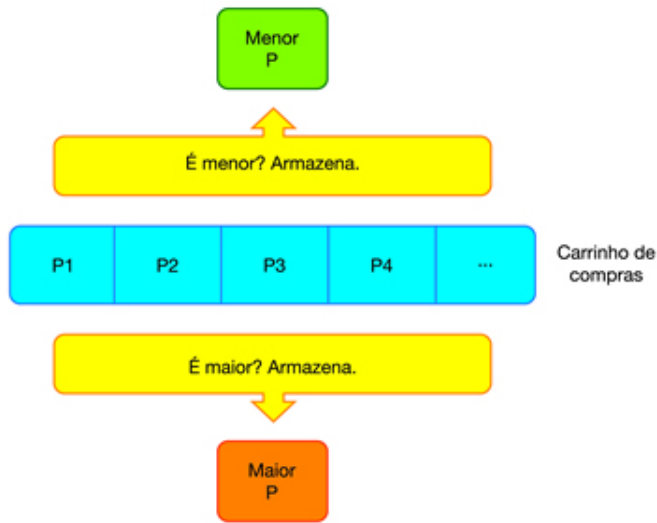 Menor
P
É menor? Armazena.
P1
P2
P3
P4
...
Carrinho de
compras
É maior? Armazena.
Maior
P